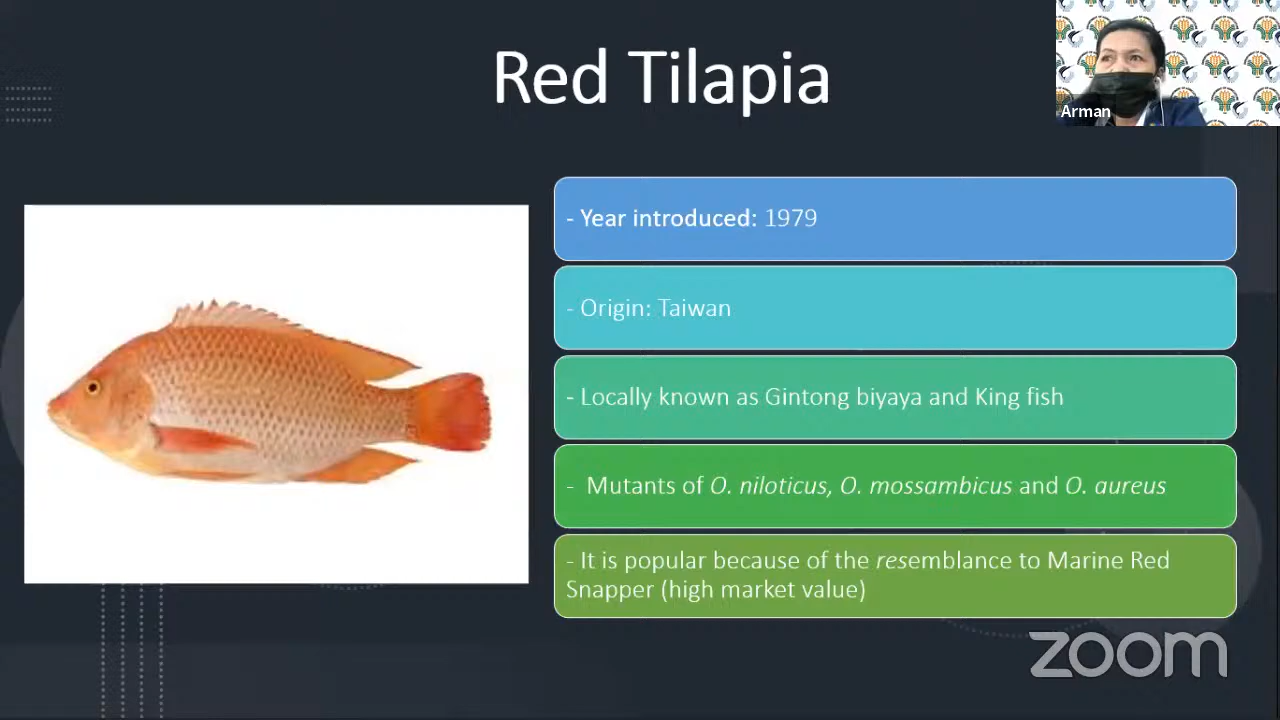 Red Tilapia
Arman
- Year introduced: 1979
- Origin: Taiwan
- Locally known as Gintong biyaya and King fish
- Mutants of O. niloticus, O. mossambicus and O. aureus
- It is popular because of the resemblance to Marine Red
Snapper (high market value)
zoom